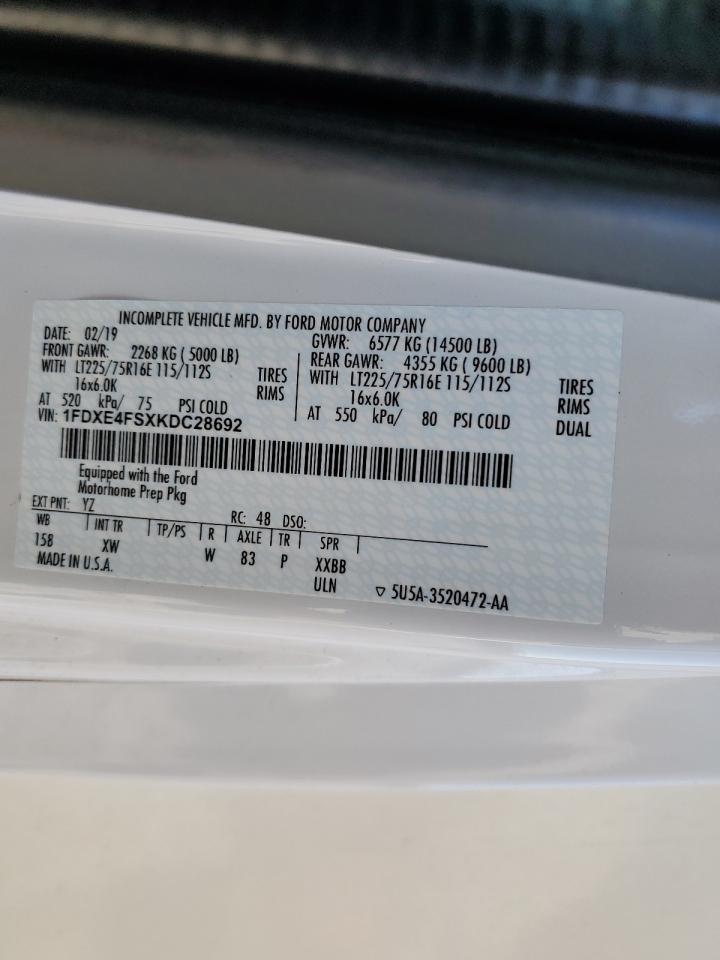 INCOMPLETE VEHICLE MFD. BY FORD MOTOR COMPANY
DATE: 02/19
FRONT GAWR: 2268 KG ( 5000 LB)
WITH LT225/75R16E 115/112S TIRES
16x6.0K RIMS
AT 520 kPa/ 75 PSI COLD
GVWR: 6577 KG (14500 LB)
REAR GAWR: 4355 KG ( 9600 LB)
WITH LT225/75R16E 115/112S TIRES
16x6.0K RIMS
AT 550 kPa/ 80 PSI COLD DUAL
VIN: 1FDXE4FSXKDC28692
Equipped with the Ford
Motorhome Prep Pkg
EXT PNT: YZ RC: 48 DSO:
WB INT TR TP/PS R AXLE TR SPR
158 XW W 83 P XXBB
MADE IN U.S.A. ULN ▽ 5U5A-3520472-AA